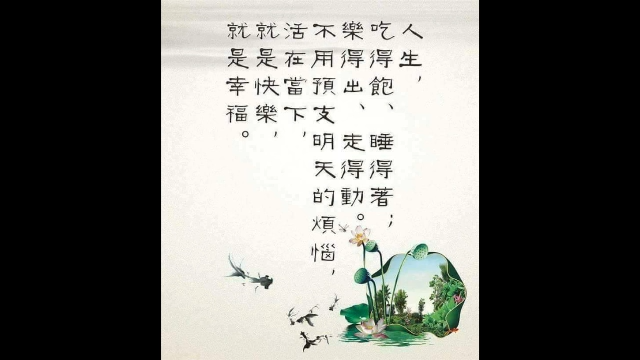 人生，
吃得飽、睡得著；
樂得出、走得動。
不用預支明天的煩惱，
活在當下，
就是快樂，
就是幸福。